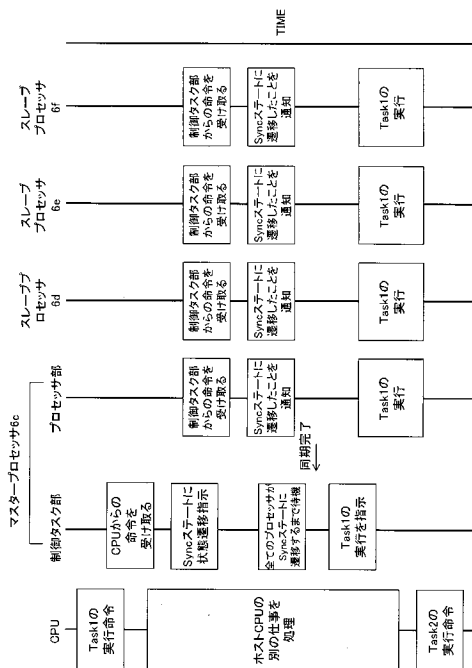 TIME
マスタープロセッサ6c
CPU
制御タスク部
プロセッサ部
スレーブプ
ロセッサ
6d
スレーブ
プロセッサ
6e
スレーブ
プロセッサ
6f
Task1の
実行命令
ホストCPUの
別の仕事を
処理
Task2の
実行命令
CPUからの
命令を
受け取る
Syncステートに
状態遷移指示
全てのプロセッサが
Syncステートに
遷移するまで待機
Task1の
実行を指示
同期完了
制御タスク部
からの命令を
受け取る
Syncステートに
遷移したことを
通知
Task1の
実行
制御タスク部
からの命令を
受け取る
Syncステートに
遷移したことを
通知
Task1の
実行
制御タスク部
からの命令を
受け取る
Syncステートに
遷移したことを
通知
Task1の
実行
制御タスク部
からの命令を
受け取る
Syncステートに
遷移したことを
通知
Task1の
実行